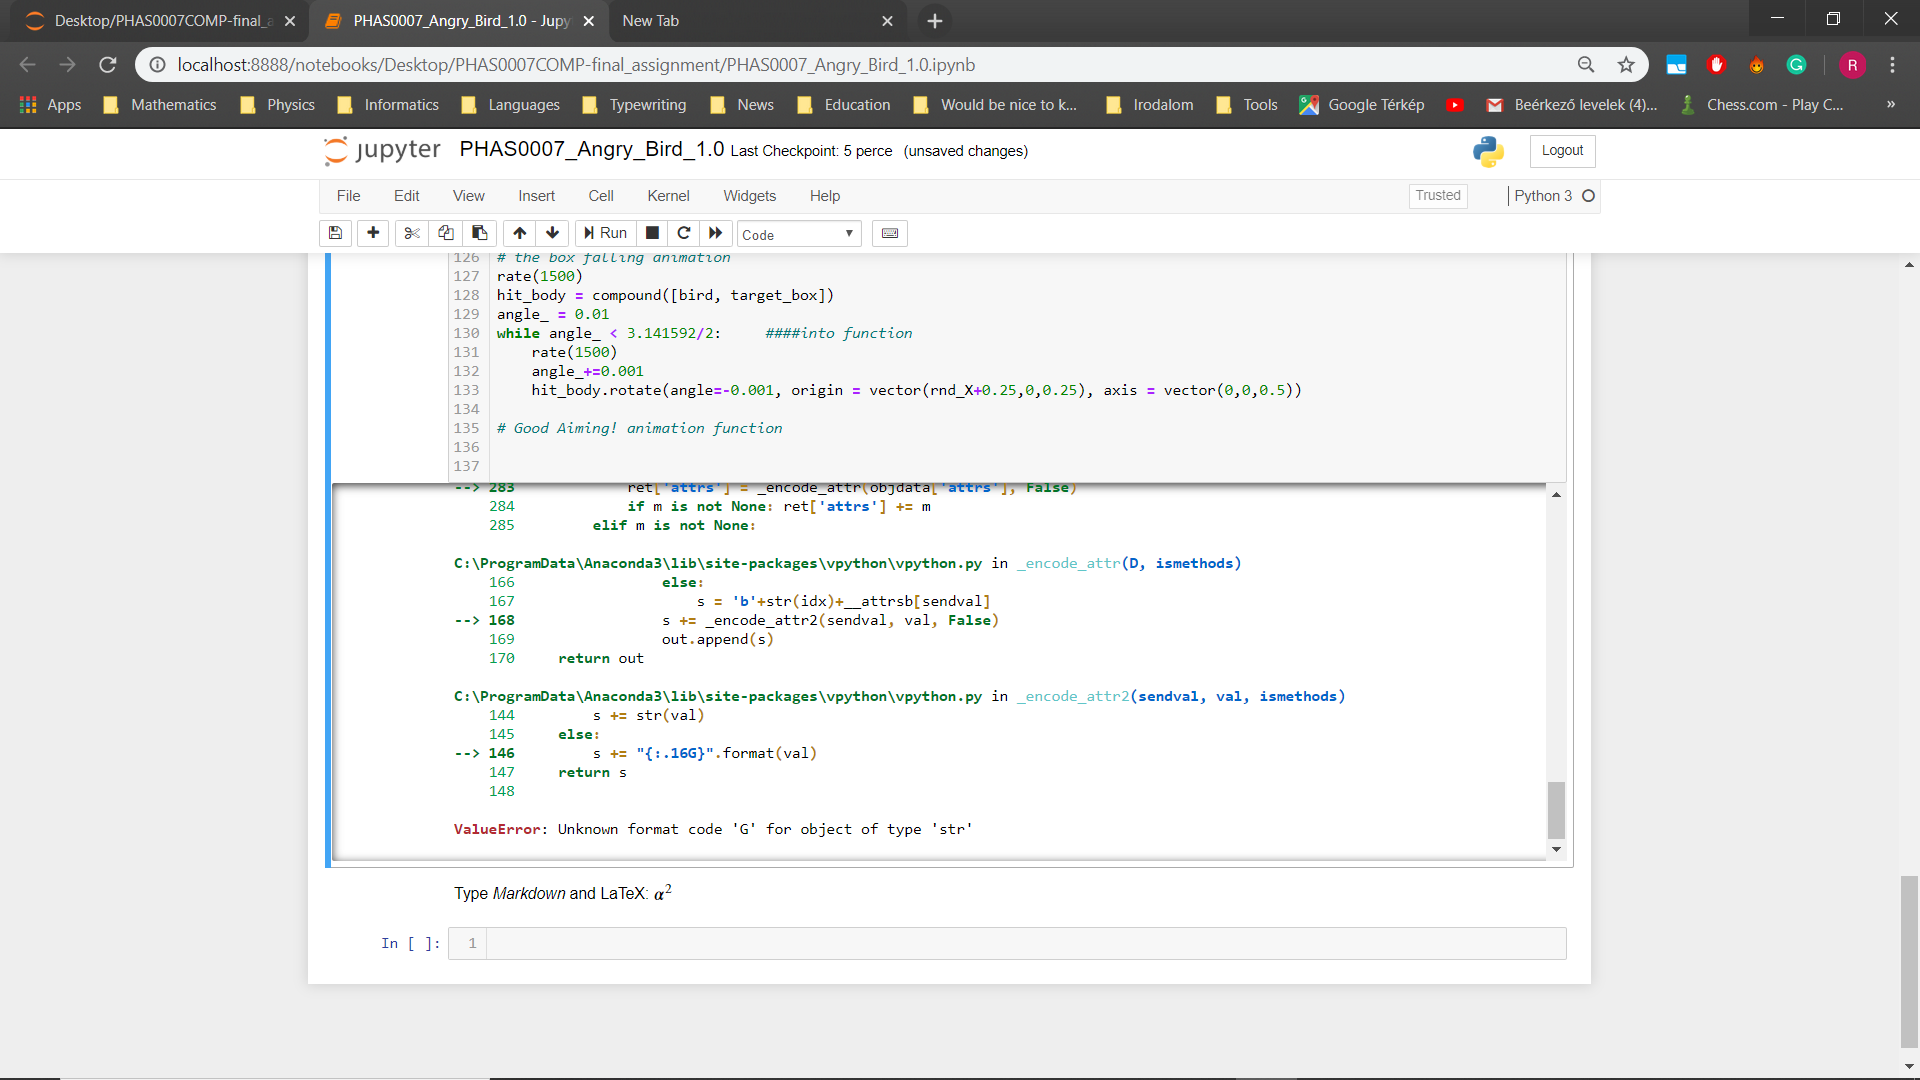 Desktop/PHAS0007COMP-final_a
PHAS0007_Angry_Bird_1.0 - Jupy
New Tab
localhost:8888/notebooks/Desktop/PHAS0007COMP-final_assignment/PHAS0007_Angry_Bird_1.0.ipynb
R
Apps Mathematics Physics Informatics Languages Typewriting News Education Would be nice to k... Irodalom Tools Google Térkép Beérkező levelek (4)... Chess.com - Play C... »
jupyter PHAS0007_Angry_Bird_1.0 Last Checkpoint: 5 perce (unsaved changes) Logout
File Edit View Insert Cell Kernel Widgets Help Trusted Python 3
Run Code
126 # the box falling animation
127 rate(1500)
128 hit_body = compound([bird, target_box])
129 angle_ = 0.01
130 while angle_ < 3.141592/2:     ####into function
131     rate(1500)
132     angle_+=0.001
133     hit_body.rotate(angle=-0.001, origin = vector(rnd_X+0.25,0,0.25), axis = vector(0,0,0.5))
134
135 # Good Aiming! animation function
136
137
--> 283             ret['attrs'] = _encode_attr(objdata['attrs'], False)
284             if m is not None: ret['attrs'] += m
285         elif m is not None:
C:\ProgramData\Anaconda3\lib\site-packages\vpython\vpython.py in _encode_attr(D, ismethods)
166                 else:
167                     s = 'b'+str(idx)+__attrsb[sendval]
--> 168                 s += _encode_attr2(sendval, val, False)
169                 out.append(s)
170     return out
C:\ProgramData\Anaconda3\lib\site-packages\vpython\vpython.py in _encode_attr2(sendval, val, ismethods)
144         s += str(val)
145     else:
--> 146         s += "{:.16G}".format(val)
147     return s
148
ValueError: Unknown format code 'G' for object of type 'str'
Type Markdown and LaTeX: α²
In [ ]: 1